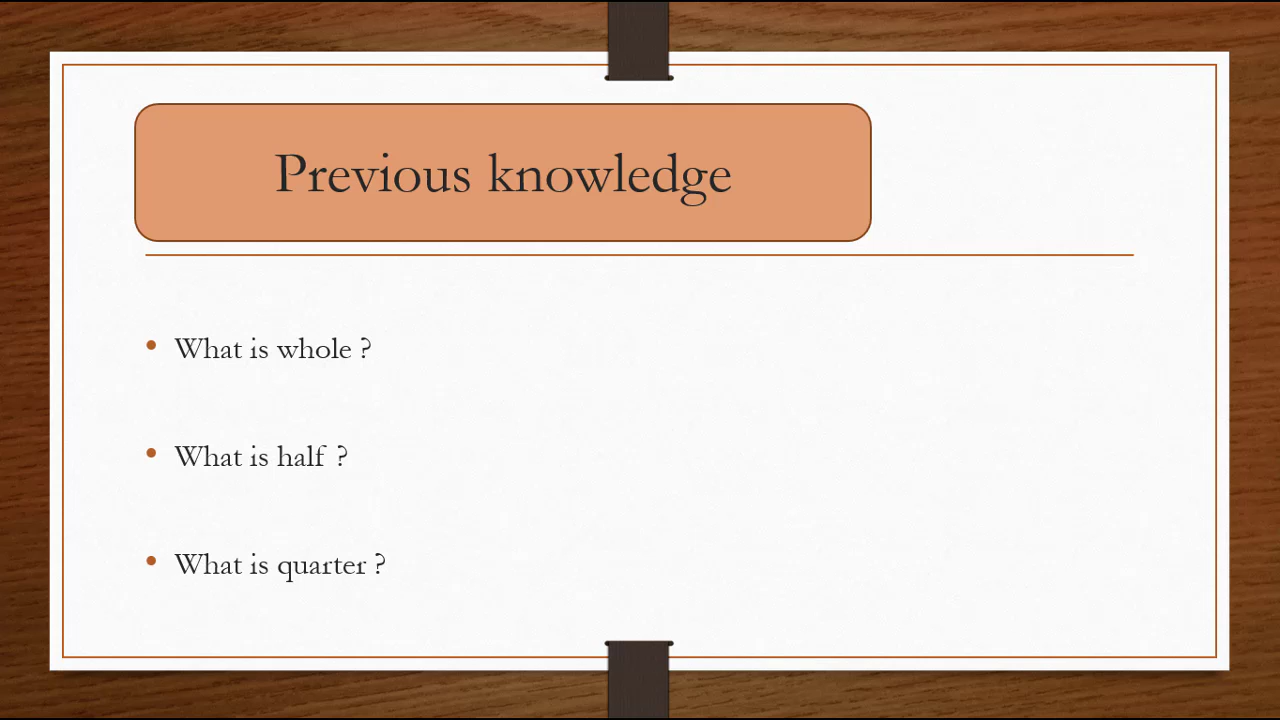 Previous knowledge
What is whole ?
What is half ?
What is quarter ?